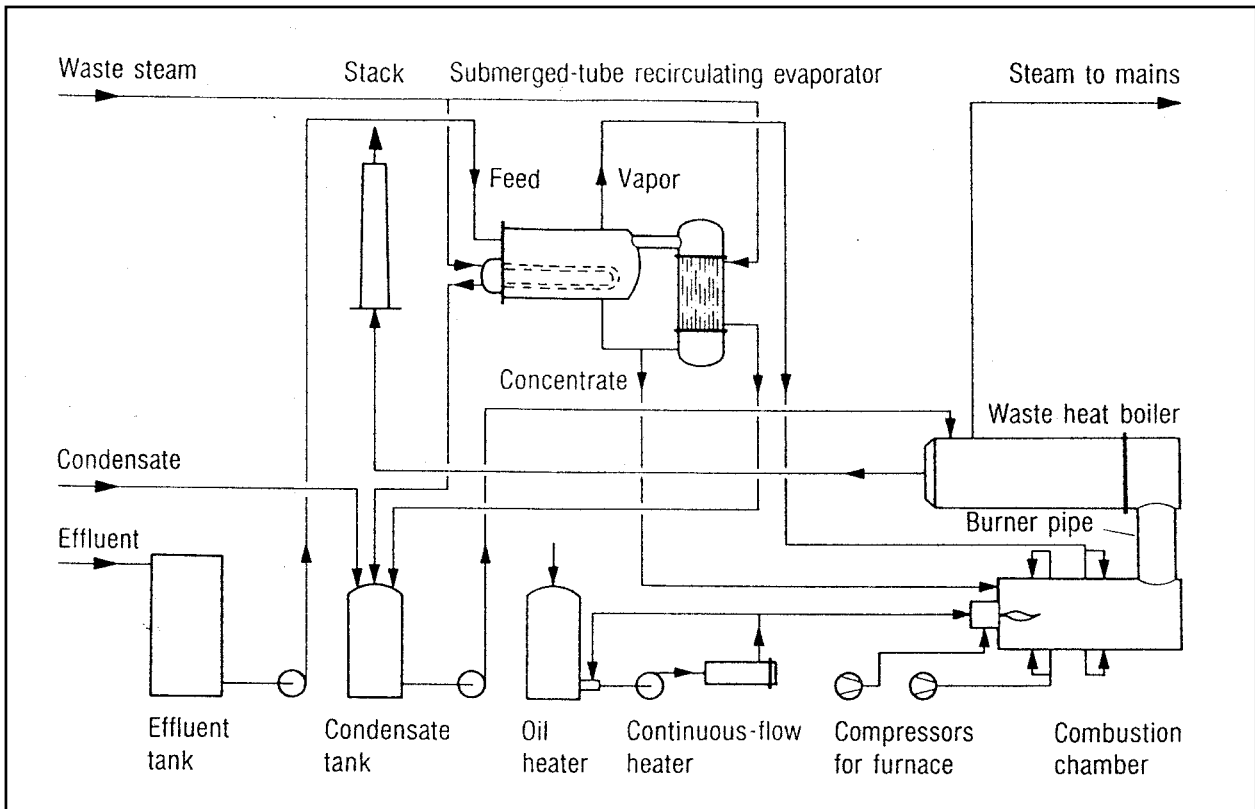 Waste steam
Stack
Submerged-tube recirculating evaporator
Steam to mains
Feed
Vapor
Concentrate
Waste heat boiler
Condensate
Burner pipe
Effluent
Effluent
tank
Condensate
tank
Oil
heater
Continuous-flow
heater
Compressors
for furnace
Combustion
chamber